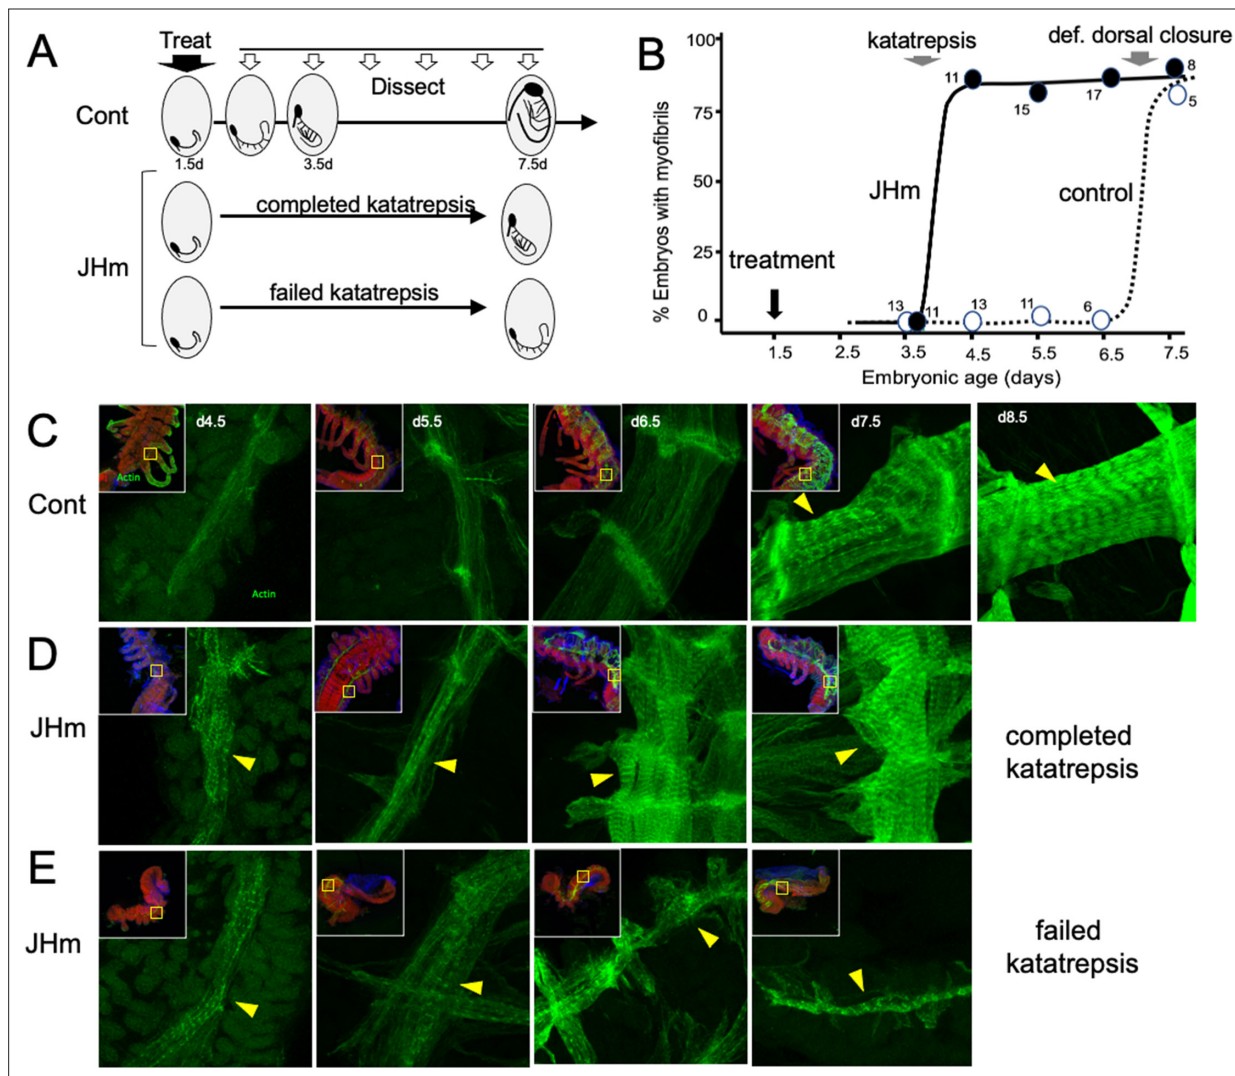 A
Treat
Dissect
Cont
1.5d
3.5d
7.5d
completed katatrepsis
JHm
failed katatrepsis
B
katatrepsis
def. dorsal closure
% Embryos with myofibrils
100
75
50
25
0
11
15
17
8
5
JHm
control
treatment
13
11
13
11
6
1.5
2.5
3.5
4.5
5.5
6.5
7.5
Embryonic age (days)
C
d4.5
d5.5
d6.5
d7.5
d8.5
Cont
Actin
Actin
D
JHm
completed
katatrepsis
E
JHm
failed
katatrepsis